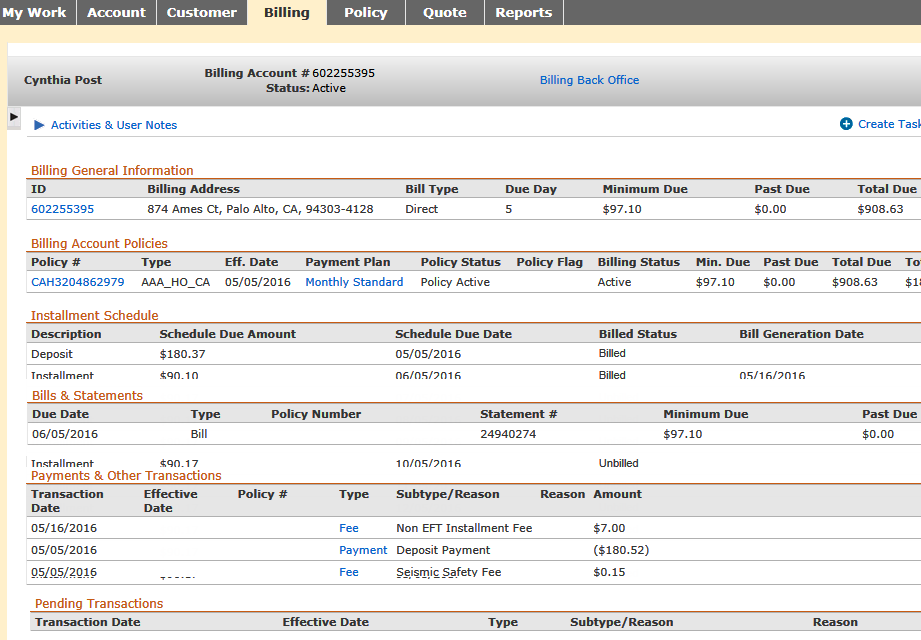 My Work Account Customer Billing Policy Quote Reports
Cynthia Post Billing Account # 602255395 Billing Back Office
Status: Active
Activities & User Notes Create Task
Billing General Information
ID Billing Address Bill Type Due Day Minimum Due Past Due Total Due
602255395 874 Ames Ct, Palo Alto, CA, 94303-4128 Direct 5 $97.10 $0.00 $908.63
Billing Account Policies
Policy # Type Eff. Date Payment Plan Policy Status Policy Flag Billing Status Min. Due Past Due Total Due
CAH3204862979 AAA_HO_CA 05/05/2016 Monthly Standard Policy Active Active $97.10 $0.00 $908.63
Installment Schedule
Description Schedule Due Amount Schedule Due Date Billed Status Bill Generation Date
Deposit $180.37 05/05/2016 Billed
Installment $90.10 06/05/2016 Billed 05/16/2016
Bills & Statements
Due Date Type Policy Number Statement # Minimum Due Past Due
06/05/2016 Bill 24940274 $97.10 $0.00
Installment $90.17 10/05/2016 Unbilled
Payments & Other Transactions
Transaction Effective Policy # Type Subtype/Reason Reason Amount
Date Date
05/16/2016 Fee Non EFT Installment Fee $7.00
05/05/2016 Payment Deposit Payment ($180.52)
05/05/2016 Fee Seismic Safety Fee $0.15
Pending Transactions
Transaction Date Effective Date Type Subtype/Reason Reason